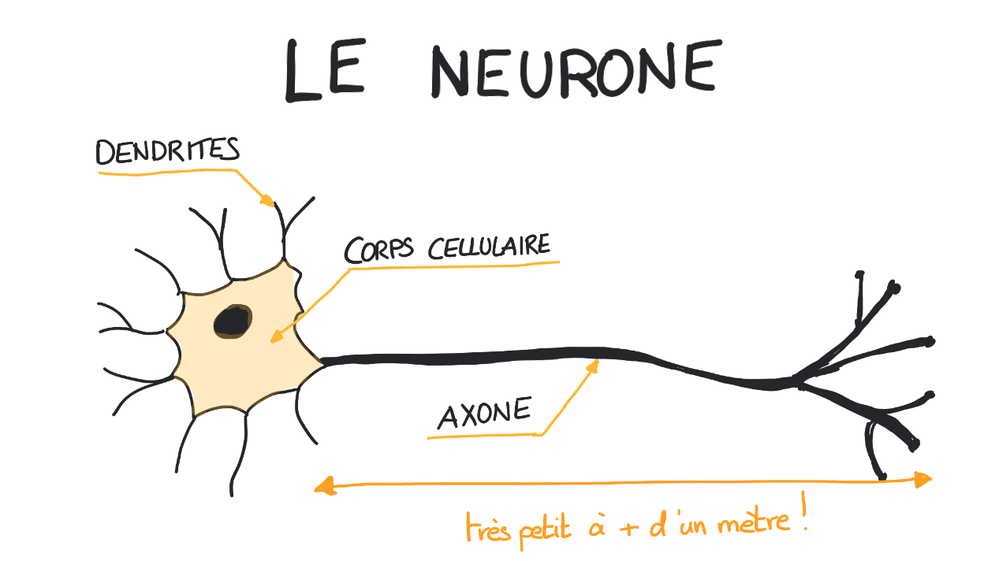 LE NEURONE
DENDRITES
CORPS CELLULAIRE
AXONE
très petit à + d'un mètre !